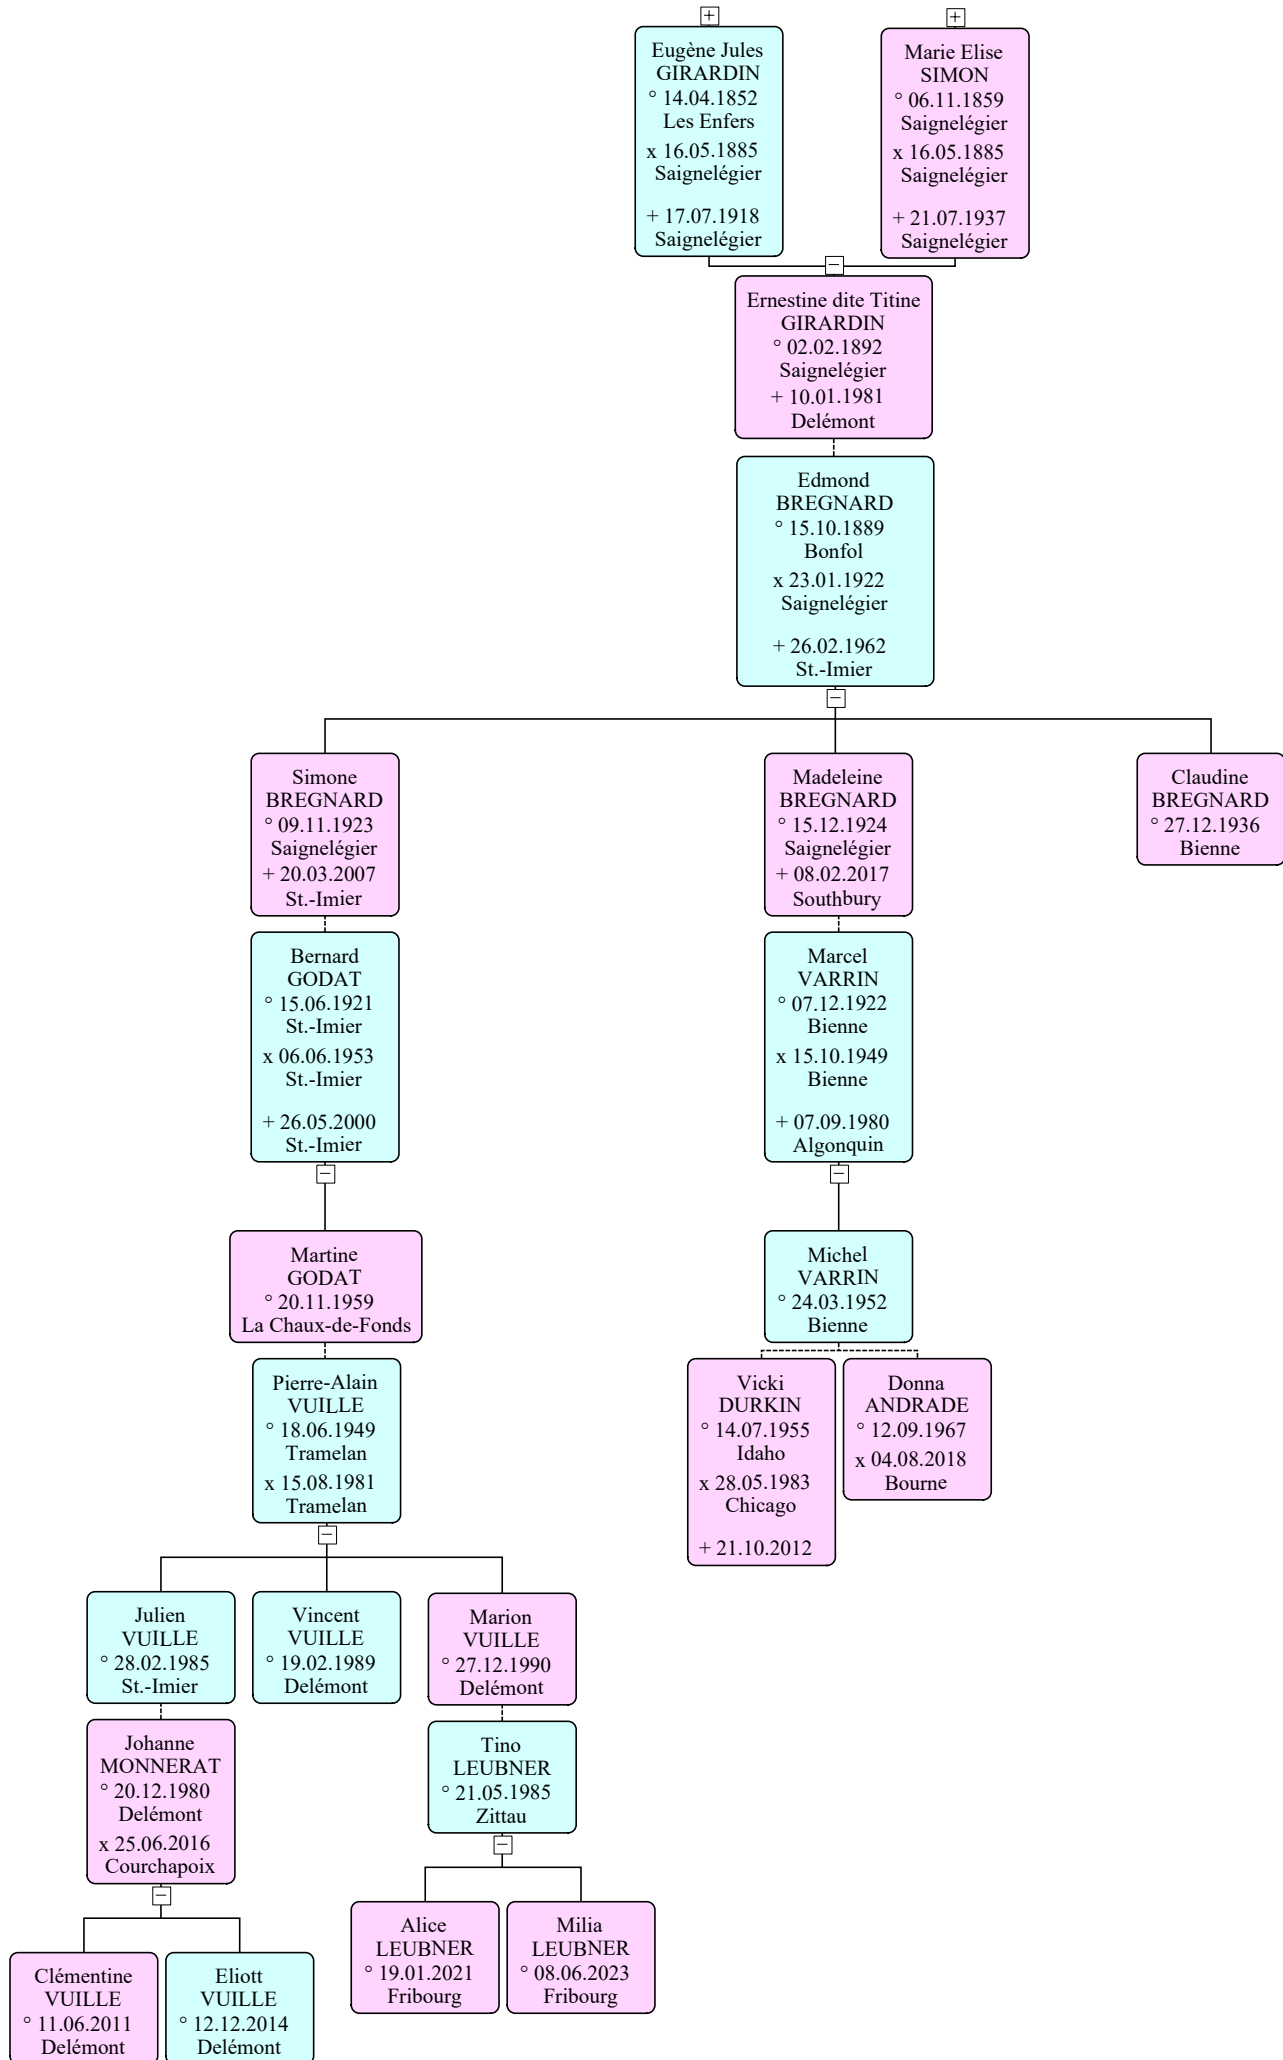 Eugène Jules
GIRARDIN
° 14.04.1852
Les Enfers
x 16.05.1885
Saignelégier
+ 17.07.1918
Saignelégier
Marie Elise
SIMON
° 06.11.1859
Saignelégier
x 16.05.1885
Saignelégier
+ 21.07.1937
Saignelégier
Ernestine dite Titine
GIRARDIN
° 02.02.1892
Saignelégier
+ 10.01.1981
Delémont
Edmond
BREGNARD
° 15.10.1889
Bonfol
x 23.01.1922
Saignelégier
+ 26.02.1962
St.-Imier
Simone
BREGNARD
° 09.11.1923
Saignelégier
+ 20.03.2007
St.-Imier
Madeleine
BREGNARD
° 15.12.1924
Saignelégier
+ 08.02.2017
Southbury
Claudine
BREGNARD
° 27.12.1936
Bienne
Bernard
GODAT
° 15.06.1921
St.-Imier
x 06.06.1953
St.-Imier
+ 26.05.2000
St.-Imier
Marcel
VARRIN
° 07.12.1922
Bienne
x 15.10.1949
Bienne
+ 07.09.1980
Algonquin
Martine
GODAT
° 20.11.1959
La Chaux-de-Fonds
Michel
VARRIN
° 24.03.1952
Bienne
Pierre-Alain
VUILLE
° 18.06.1949
Tramelan
x 15.08.1981
Tramelan
Vicki
DURKIN
° 14.07.1955
Idaho
x 28.05.1983
Chicago
+ 21.10.2012
Donna
ANDRADE
° 12.09.1967
x 04.08.2018
Bourne
Julien
VUILLE
° 28.02.1985
St.-Imier
Vincent
VUILLE
° 19.02.1989
Delémont
Marion
VUILLE
° 27.12.1990
Delémont
Johanne
MONNERAT
° 20.12.1980
Delémont
x 25.06.2016
Courchapoix
Tino
LEUBNER
° 21.05.1985
Zittau
Alice
LEUBNER
° 19.01.2021
Fribourg
Milia
LEUBNER
° 08.06.2023
Fribourg
Clémentine
VUILLE
° 11.06.2011
Delémont
Eliott
VUILLE
° 12.12.2014
Delémont